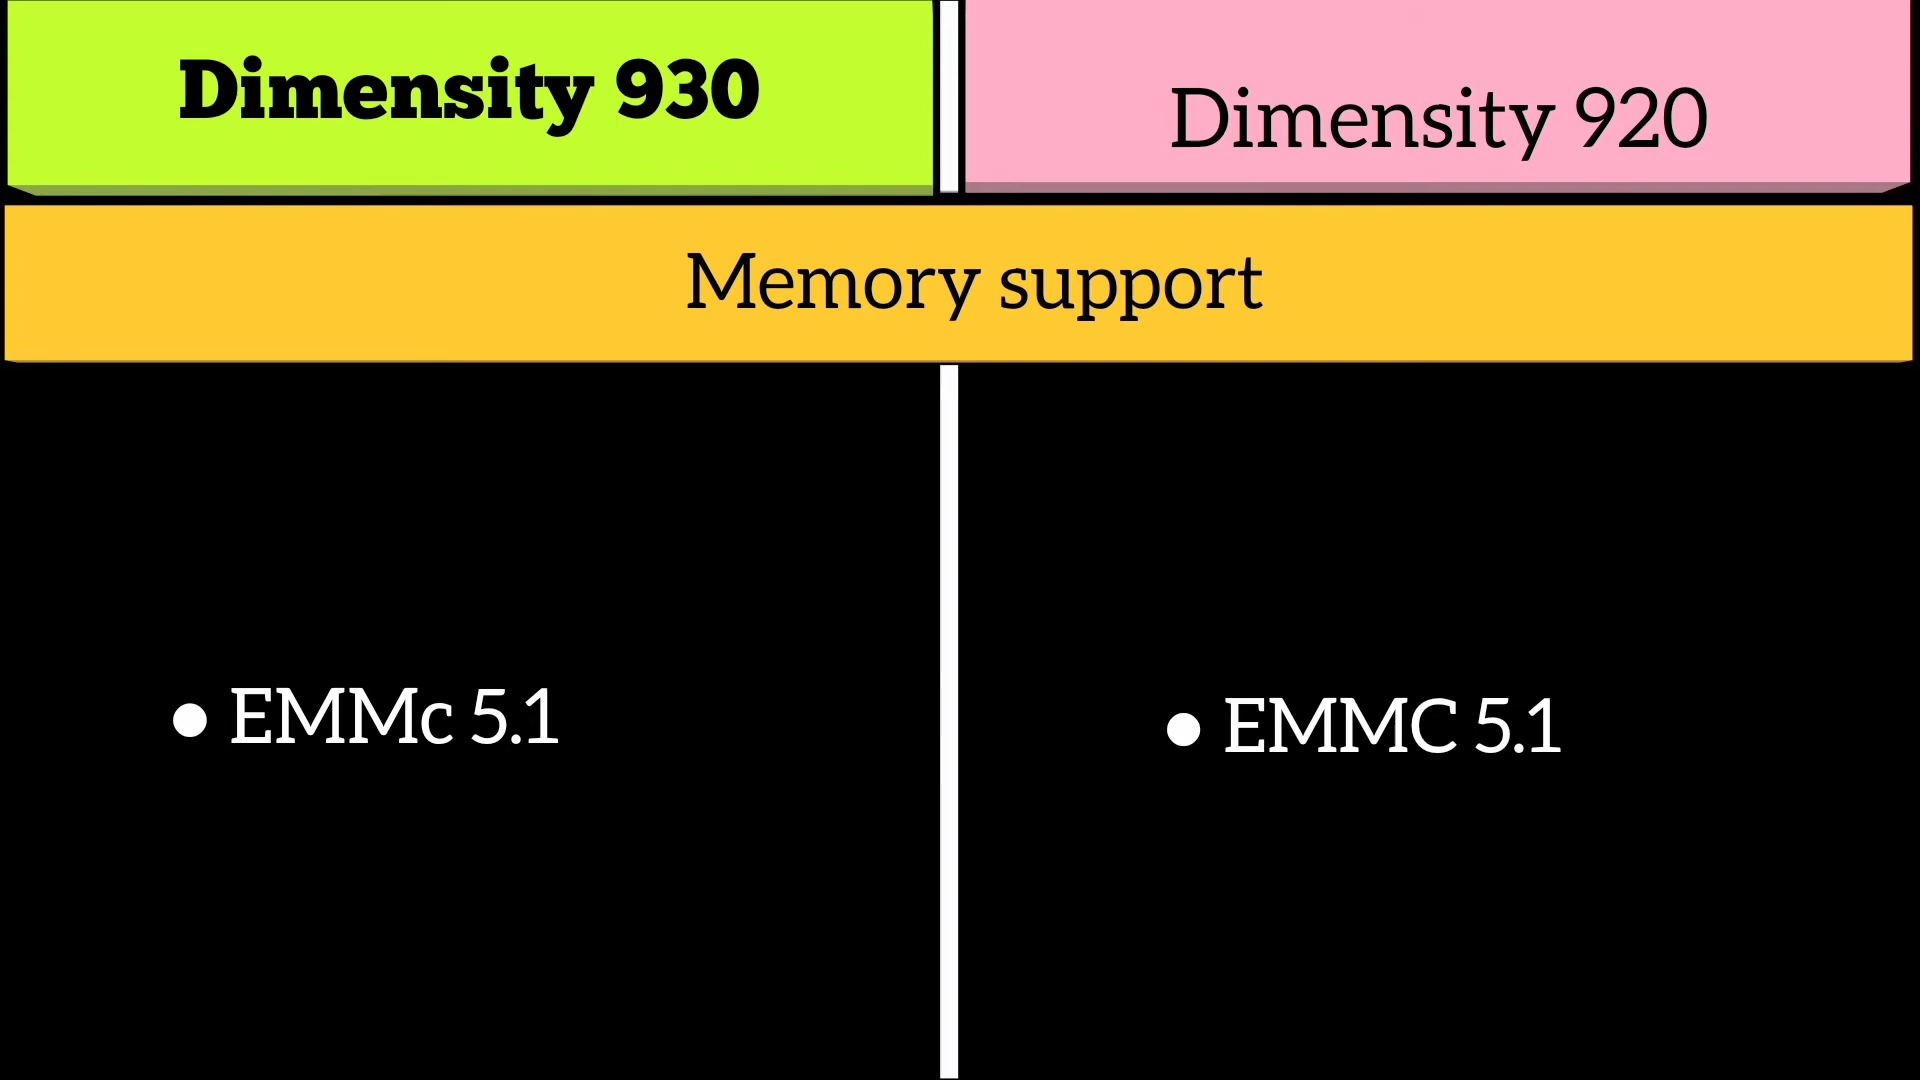 Dimensity 930
Dimensity 920
Memory support
• EMMc 5.1
• EMMC 5.1